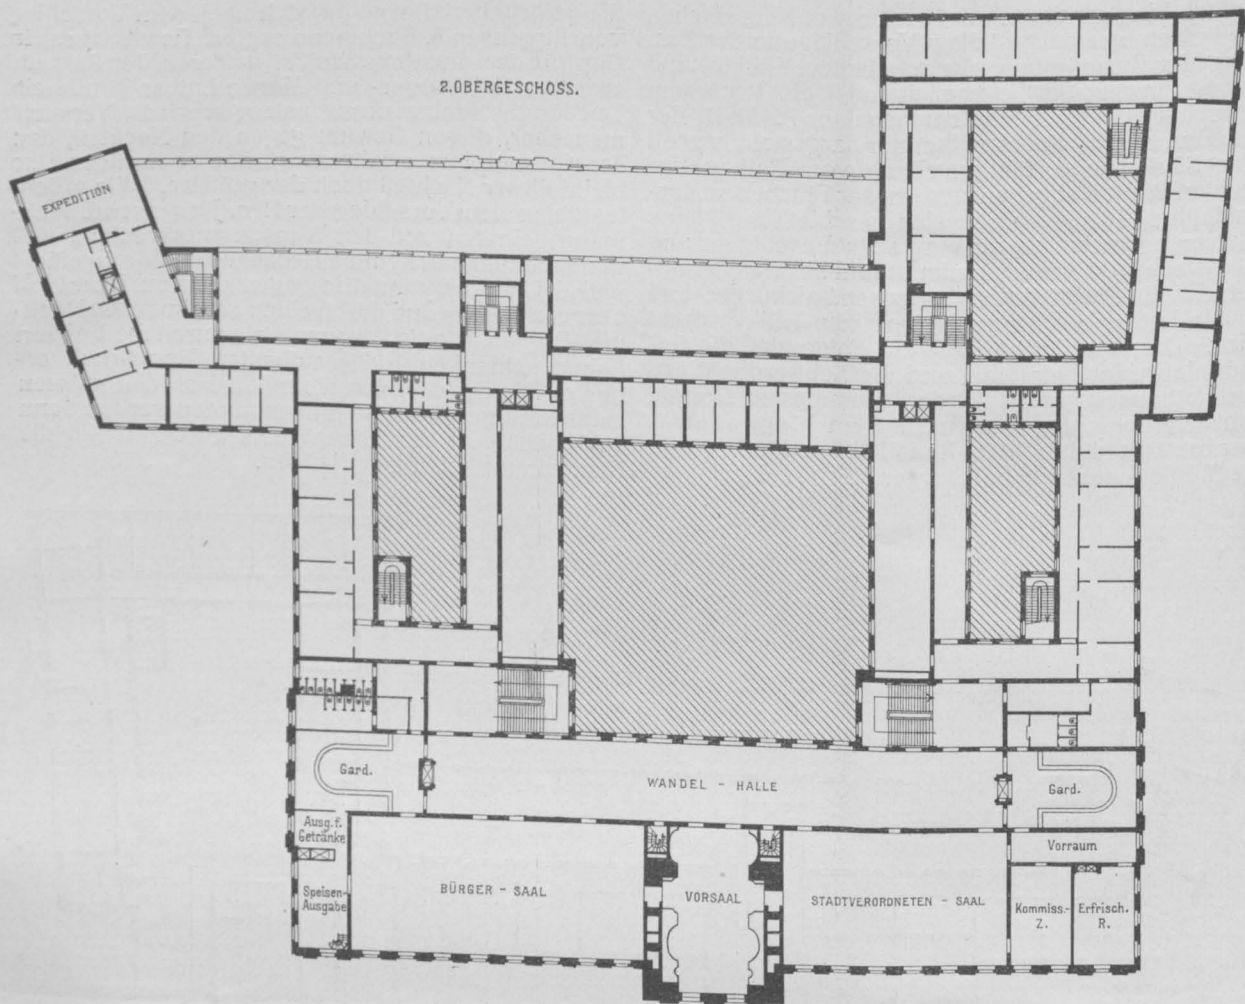 2.OBERGESCHOSS.
EXPEDITION
Gard.
WANDEL - HALLE
Gard.
Ausg. f.
Getränke
Speisen-
Ausgabe
BÜRGER - SAAL
VORSAAL
STADTVERORDNETEN - SAAL
Vorraum
Kommiss.-
Z.
Erfrisch.
R.